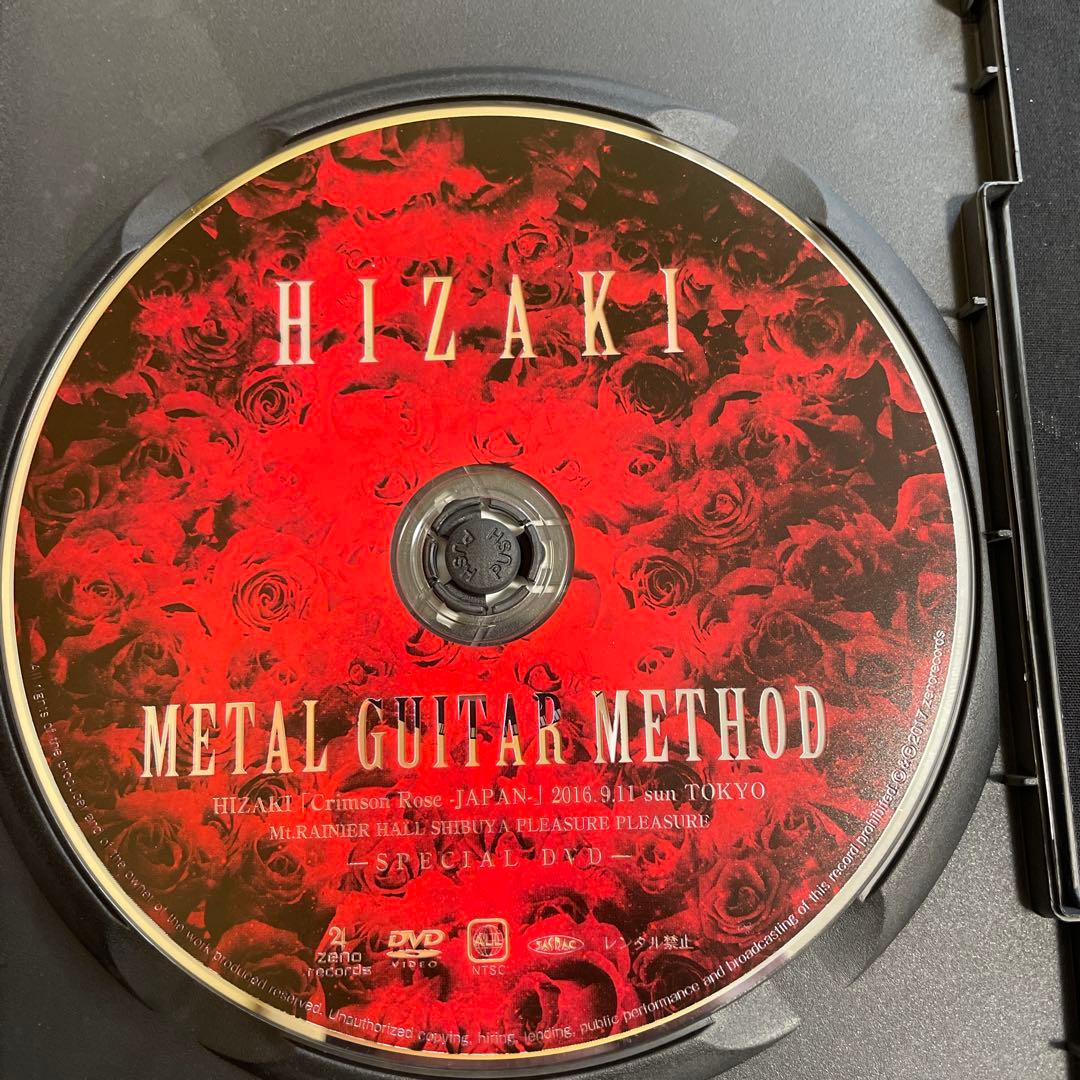 HIZAKI
PUSH
PUSH
METAL GUITAR METHOD
HIZAKI「Crimson Rose -JAPAN-」2016.9.11 sun TOKYO
Mt.RAINIER HALL SHIBUYA PLEASURE PLEASURE
—SPECIAL DVD—
zeno
records
DVD
VIDEO
ALL
NTSC
JASRAC
レンタル禁止
All rights of the producer and of the owner of the work produced reserved. Unauthorized copying, hiring, lending, public performance and broadcasting of this record prohibited ©&℗2017 zenorecords